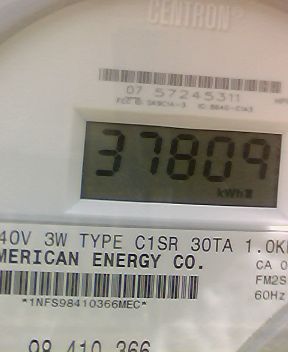 CENTRON®
07 57245311
37809
kWh
40V 3W TYPE C1SR 30TA 1.0K
MERICAN ENERGY CO.
CA 0
FM2S
60Hz
*1NFS98410366MEC*
98 410 366